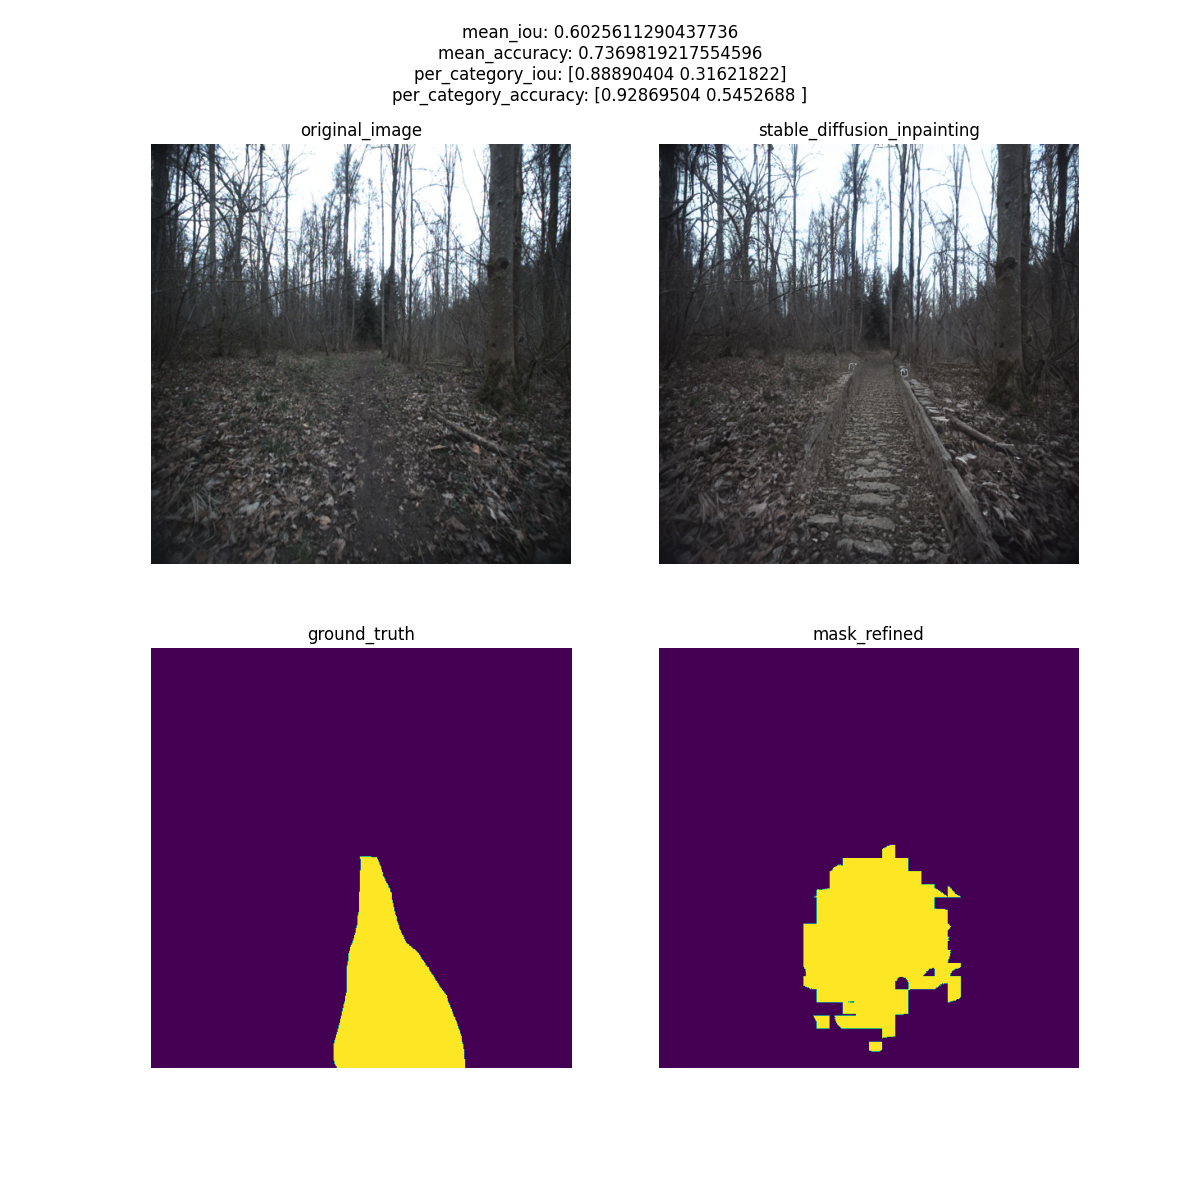 mean_iou: 0.6025611290437736
mean_accuracy: 0.7369819217554596
per_category_iou: [0.88890404 0.31621822]
per_category_accuracy: [0.92869504 0.5452688 ]
original_image
stable_diffusion_inpainting
ground_truth
mask_refined